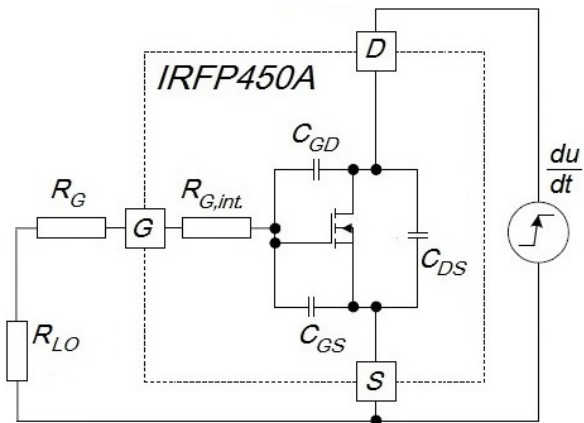 D
IRFP450A
C_GD
du
dt
R_G
R_G,int.
G
C_DS
R_LO
C_GS
S